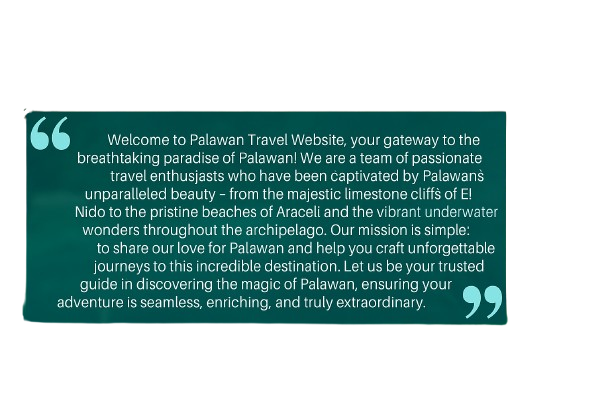 Welcome to Palawan Travel Website, your gateway to the
breathtaking paradise of Palawan! We are a team of passionate
travel enthusjasts who have been captivated by Palawans̀
unparalleled beauty – from the majestic limestone cliffs of E!
Nido to the pristine beaches of Araceli and the vibrant underwater
wonders throughout the archipelago. Our mission is simple:
to share our love for Palawan and help you craft unforgettable
journeys to this incredible destination. Let us be your trusted
guide in discovering the magic of Palawan, ensuring your
adventure is seamless, enriching, and truly extraordinary.